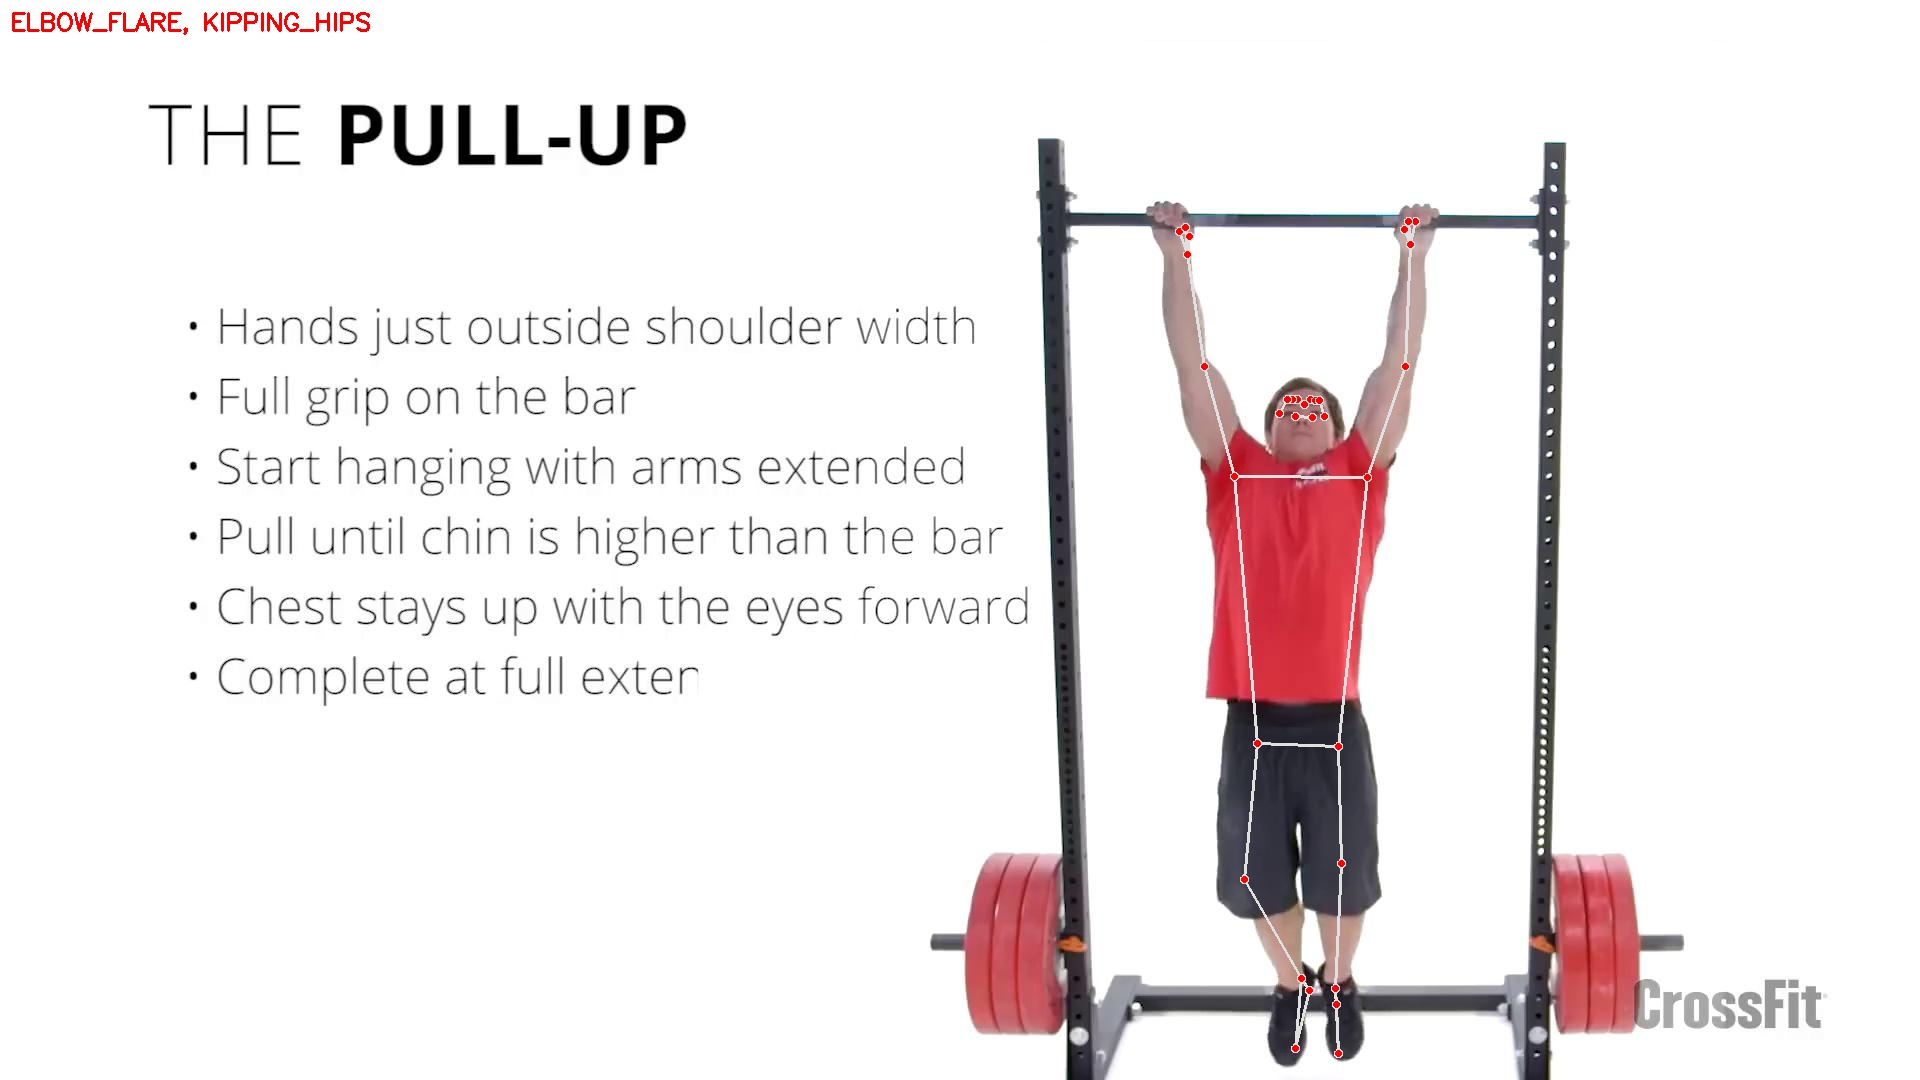 ELBOW_FLARE, KIPPING_HIPS
THE PULL-UP
• Hands just outside shoulder width
• Full grip on the bar
• Start hanging with arms extended
• Pull until chin is higher than the bar
• Chest stays up with the eyes forward
• Complete at full exten
CrossFit